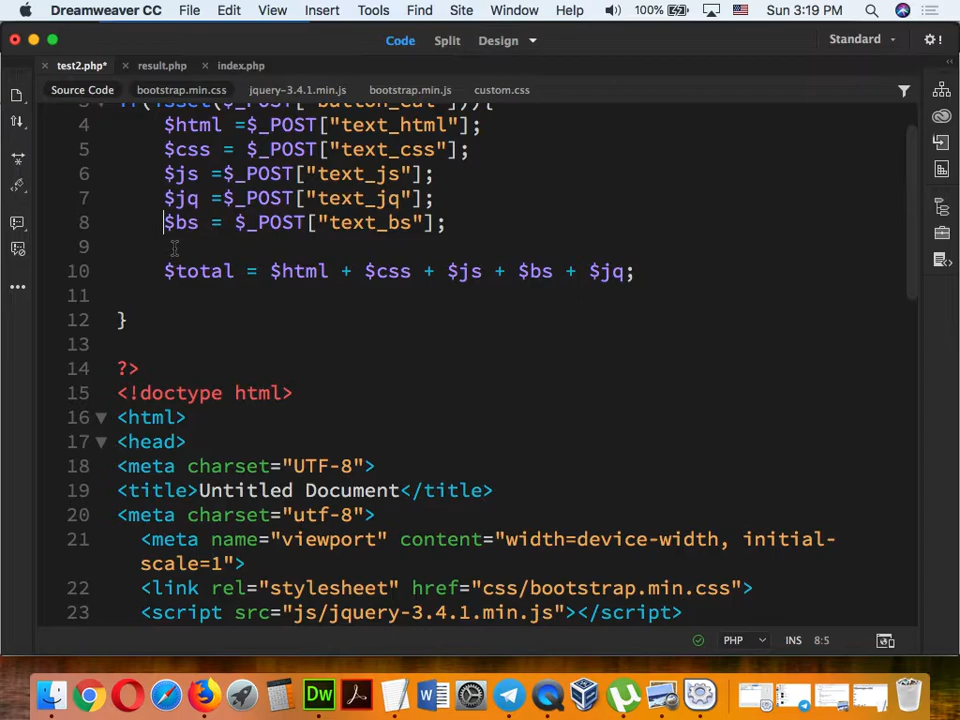 Dreamweaver CC File Edit View Insert Tools Find Site Window Help 100% Sun 3:19 PM
Code Split Design Standard
test2.php* result.php index.php
Source Code bootstrap.min.css jquery-3.4.1.min.js bootstrap.min.js custom.css
4 $html =$_POST["text_html"];
5 $css = $_POST["text_css"];
6 $js =$_POST["text_js"];
7 $jq =$_POST["text_jq"];
8 $bs = $_POST["text_bs"];
9
10 $total = $html + $css + $js + $bs + $jq;
11
12 }
13
14 ?>
15 <!doctype html>
16 <html>
17 <head>
18 <meta charset="UTF-8">
19 <title>Untitled Document</title>
20 <meta charset="utf-8">
21 <meta name="viewport" content="width=device-width, initial-
scale=1">
22 <link rel="stylesheet" href="css/bootstrap.min.css">
23 <script src="js/jquery-3.4.1.min.js"></script>
PHP INS 8:5
Dw W